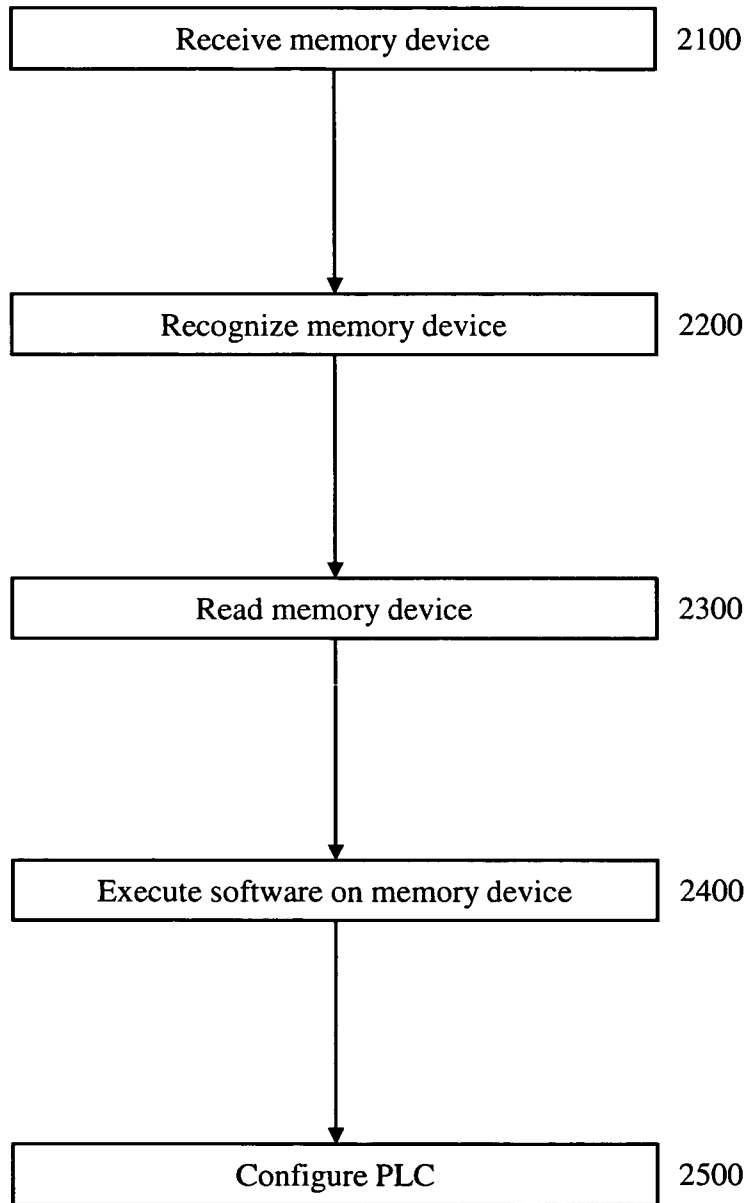 Receive memory device 2100
Recognize memory device 2200
Read memory device 2300
Execute software on memory device 2400
Configure PLC 2500